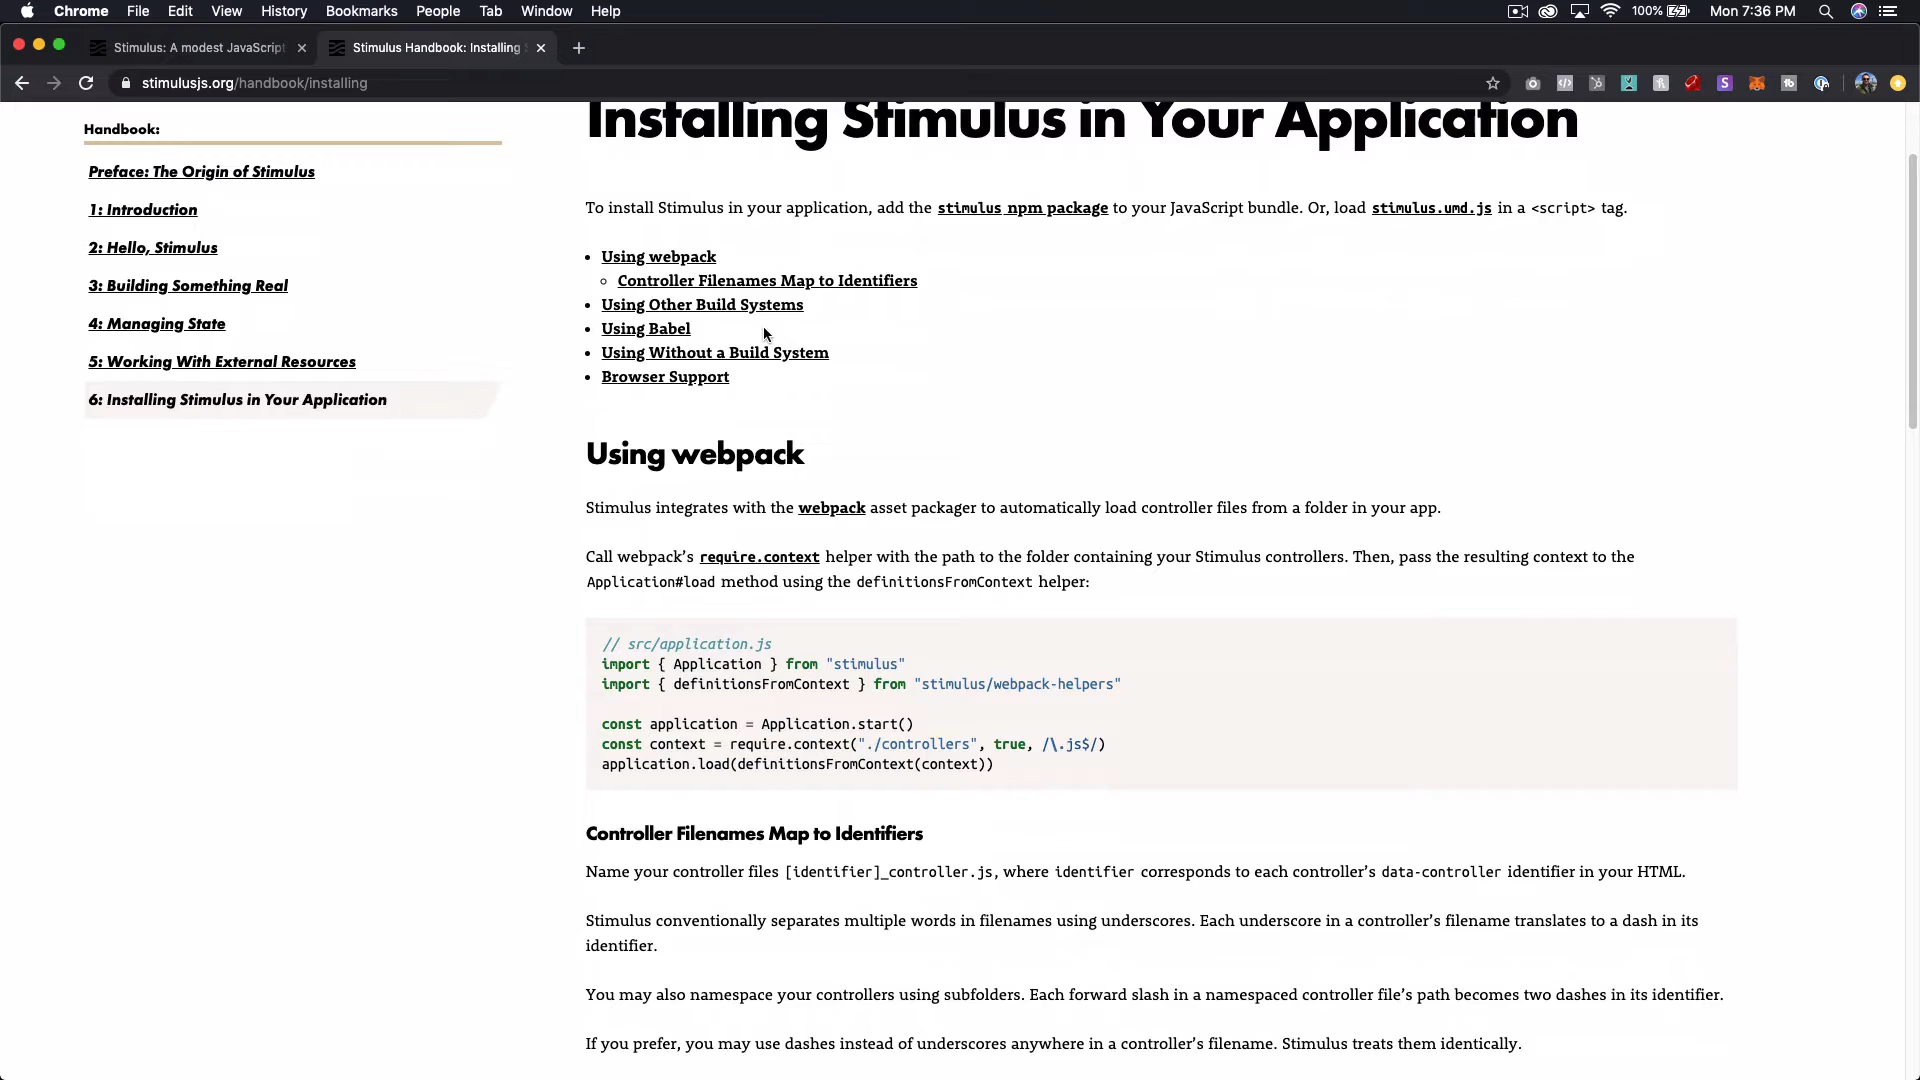 Chrome File Edit View History Bookmarks People Tab Window Help
100% Mon 7:36 PM
Stimulus: A modest JavaScript
Stimulus Handbook: Installing
stimulusjs.org/handbook/installing
Handbook:
Preface: The Origin of Stimulus
1: Introduction
2: Hello, Stimulus
3: Building Something Real
4: Managing State
5: Working With External Resources
6: Installing Stimulus in Your Application
Installing Stimulus in Your Application
To install Stimulus in your application, add the stimulus npm package to your JavaScript bundle. Or, load stimulus.umd.js in a <script> tag.
• Using webpack
◦ Controller Filenames Map to Identifiers
• Using Other Build Systems
• Using Babel
• Using Without a Build System
• Browser Support
Using webpack
Stimulus integrates with the webpack asset packager to automatically load controller files from a folder in your app.
Call webpack’s require.context helper with the path to the folder containing your Stimulus controllers. Then, pass the resulting context to the
Application#load method using the definitionsFromContext helper:
// src/application.js
import { Application } from "stimulus"
import { definitionsFromContext } from "stimulus/webpack-helpers"
const application = Application.start()
const context = require.context("./controllers", true, /\.js$/)
application.load(definitionsFromContext(context))
Controller Filenames Map to Identifiers
Name your controller files [identifier]_controller.js, where identifier corresponds to each controller’s data-controller identifier in your HTML.
Stimulus conventionally separates multiple words in filenames using underscores. Each underscore in a controller’s filename translates to a dash in its
identifier.
You may also namespace your controllers using subfolders. Each forward slash in a namespaced controller file’s path becomes two dashes in its identifier.
If you prefer, you may use dashes instead of underscores anywhere in a controller’s filename. Stimulus treats them identically.